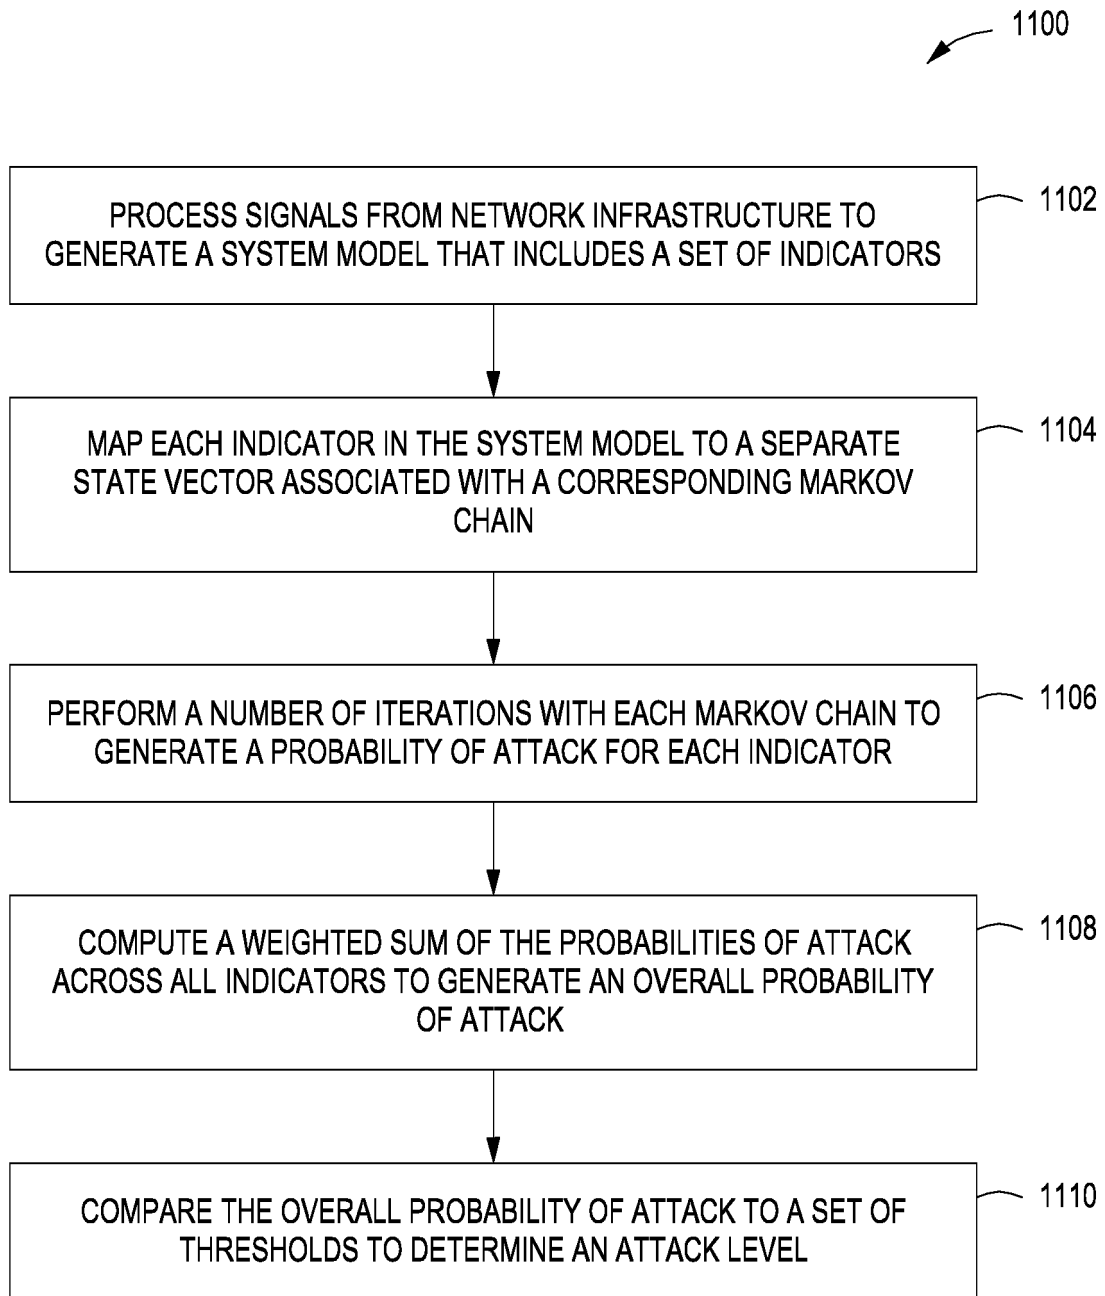 1100
PROCESS SIGNALS FROM NETWORK INFRASTRUCTURE TO
GENERATE A SYSTEM MODEL THAT INCLUDES A SET OF INDICATORS
1102
MAP EACH INDICATOR IN THE SYSTEM MODEL TO A SEPARATE
STATE VECTOR ASSOCIATED WITH A CORRESPONDING MARKOV
CHAIN
1104
PERFORM A NUMBER OF ITERATIONS WITH EACH MARKOV CHAIN TO
GENERATE A PROBABILITY OF ATTACK FOR EACH INDICATOR
1106
COMPUTE A WEIGHTED SUM OF THE PROBABILITIES OF ATTACK
ACROSS ALL INDICATORS TO GENERATE AN OVERALL PROBABILITY
OF ATTACK
1108
COMPARE THE OVERALL PROBABILITY OF ATTACK TO A SET OF
THRESHOLDS TO DETERMINE AN ATTACK LEVEL
1110